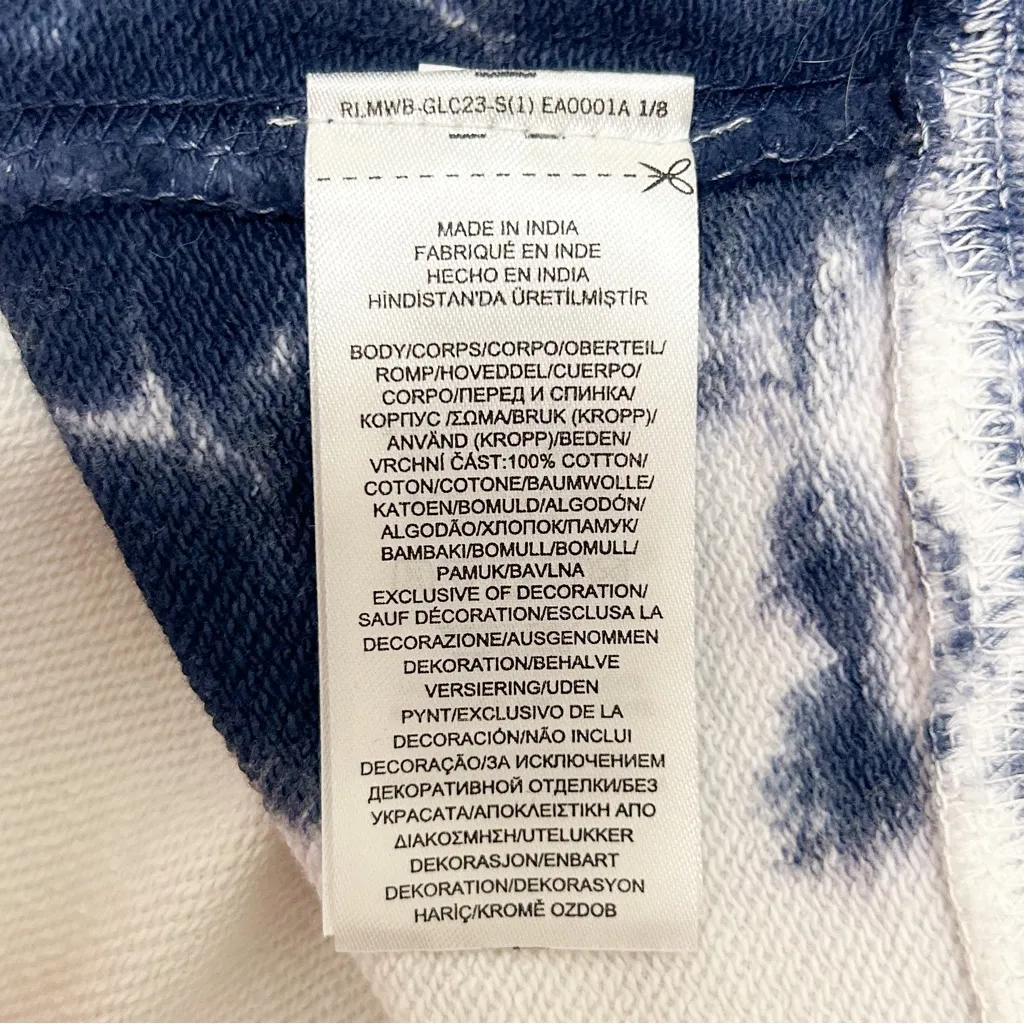 RLMWB-GLC23-S(1) EA0001A 1/8
MADE IN INDIA
FABRIQUÉ EN INDE
HECHO EN INDIA
HİNDİSTAN'DA ÜRETİLMİŞTİR
BODY/CORPS/CORPO/OBERTEIL/
ROMP/HOVEDDEL/CUERPO/
CORPO/ПЕРЕД И СПИНКА/
КОРПУС /ΣΩΜΑ/BRUK (KROPP)/
ANVÄND (KROPP)/BEDEN/
VRCHNÍ ČÁST:100% COTTON/
COTON/COTONE/BAUMWOLLE/
KATOEN/BOMULD/ALGODÓN/
ALGODÃO/ХЛОПОК/ПАМУК/
BAMBAKI/BOMULL/BOMULL/
PAMUK/BAVLNA
EXCLUSIVE OF DECORATION/
SAUF DÉCORATION/ESCLUSA LA
DECORAZIONE/AUSGENOMMEN
DEKORATION/BEHALVE
VERSIERING/UDEN
PYNT/EXCLUSIVO DE LA
DECORACIÓN/NÃO INCLUI
DECORAÇÃO/ЗА ИСКЛЮЧЕНИЕМ
ДЕКОРАТИВНОЙ ОТДЕЛКИ/БЕЗ
УКРАСАТА/ΑΠΟΚΛΕΙΣΤΙΚΗ ΑΠΟ
ΔΙΑΚΟΣΜΗΣΗ/UTELUKKER
DEKORASJON/ENBART
DEKORATION/DEKORASYON
HARİÇ/KROMĚ OZDOB